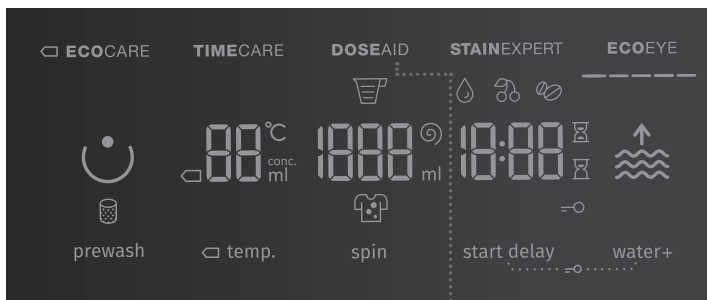 ECOCARE TIMECARE DOSEAID STAINEXPERT ECOEYE
88 °C 1888 18:88
conc.
ml ml
prewash temp. spin start delay water+